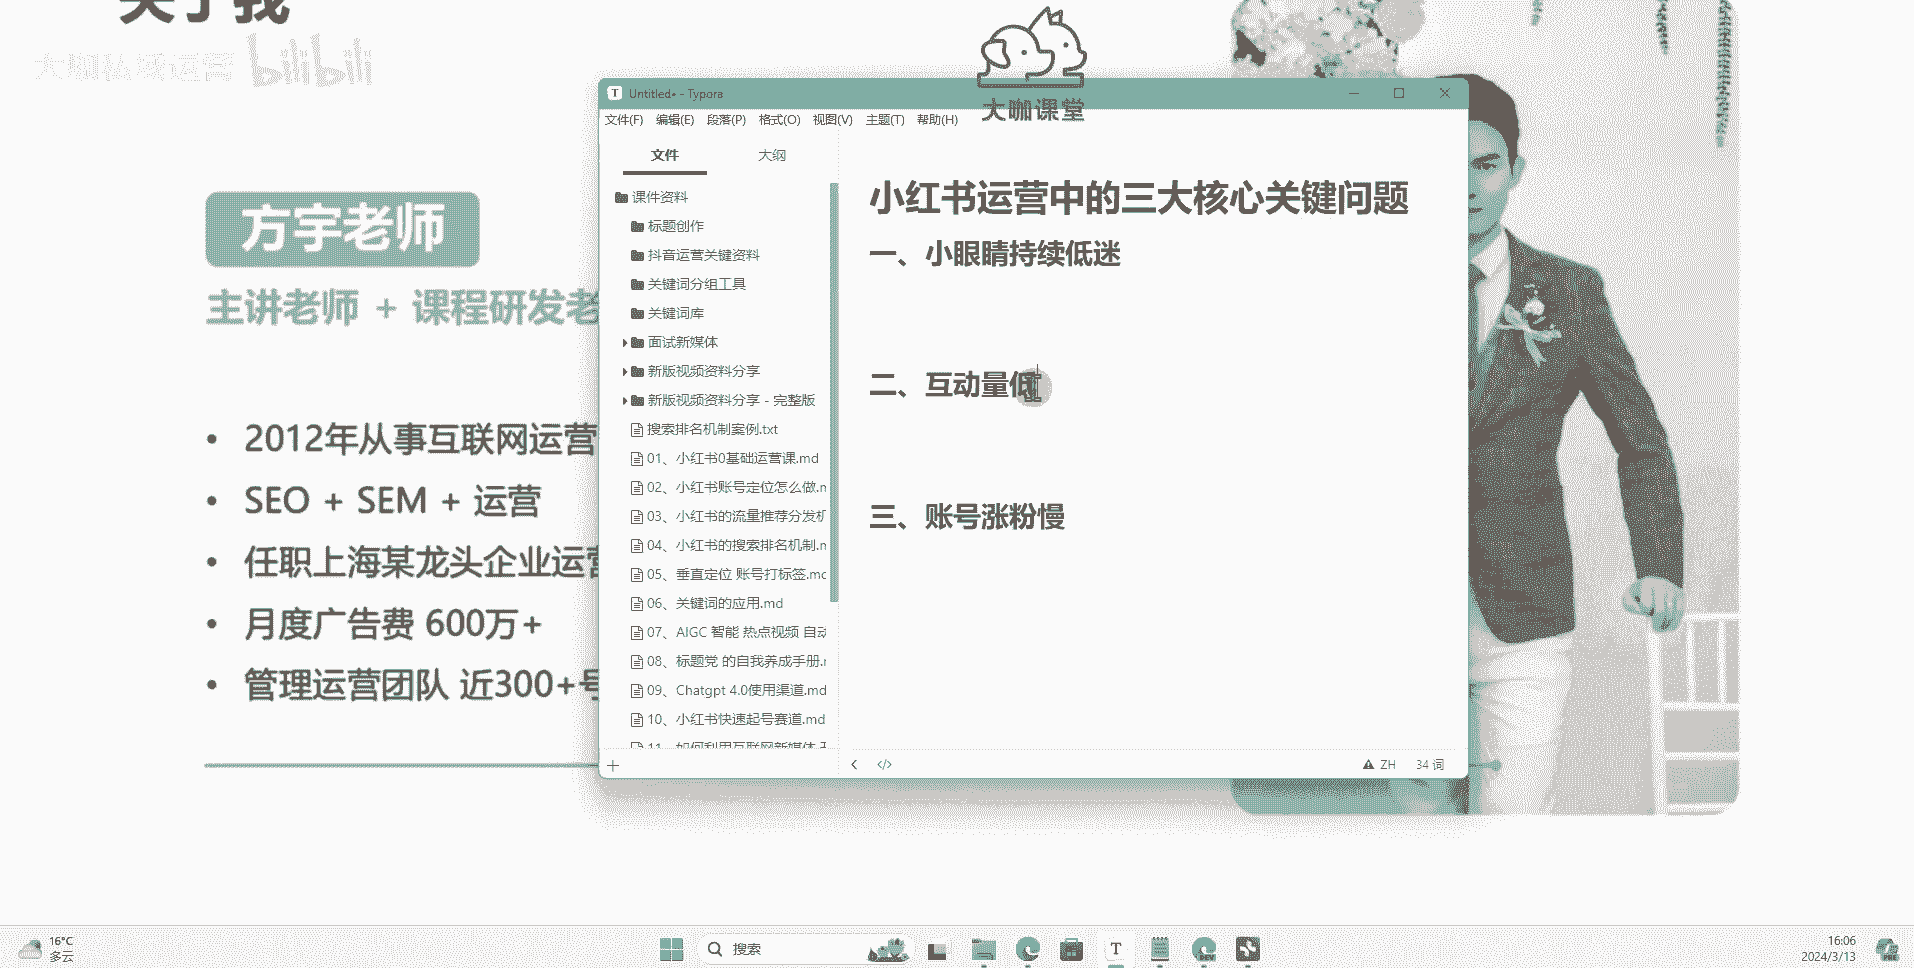 关于我
大咖私域运营 bilibili
大咖课堂
方宇老师
主讲老师 + 课程研发老
2012年从事互联网运营
SEO + SEM + 运营
任职上海某龙头企业运营
月度广告费 600万+
管理运营团队 近300+号
Untitled• - Typora
文件(F) 编辑(E) 段落(P) 格式(O) 视图(V) 主题(T) 帮助(H)
文件 大纲
课件资料
标题创作
抖音运营关键资料
关键词分组工具
关键词库
面试新媒体
新版视频资料分享
新版视频资料分享 - 完整版
搜索排名机制案例.txt
01、小红书0基础运营课.md
02、小红书账号定位怎么做.m
03、小红书的流量推荐分发机
04、小红书的搜索排名机制.m
05、垂直定位 账号打标签.md
06、关键词的应用.md
07、AIGC 智能 热点视频 自动
08、标题党 的自我养成手册.m
09、Chatgpt 4.0使用渠道.md
10、小红书快速起号赛道.md
11、如何利用互联网新媒体
小红书运营中的三大核心关键问题
一、小眼睛持续低迷
二、互动量低
三、账号涨粉慢
ZH 34 词
16°C
多云
搜索
T
DEV
16:06
2024/3/13
PRE